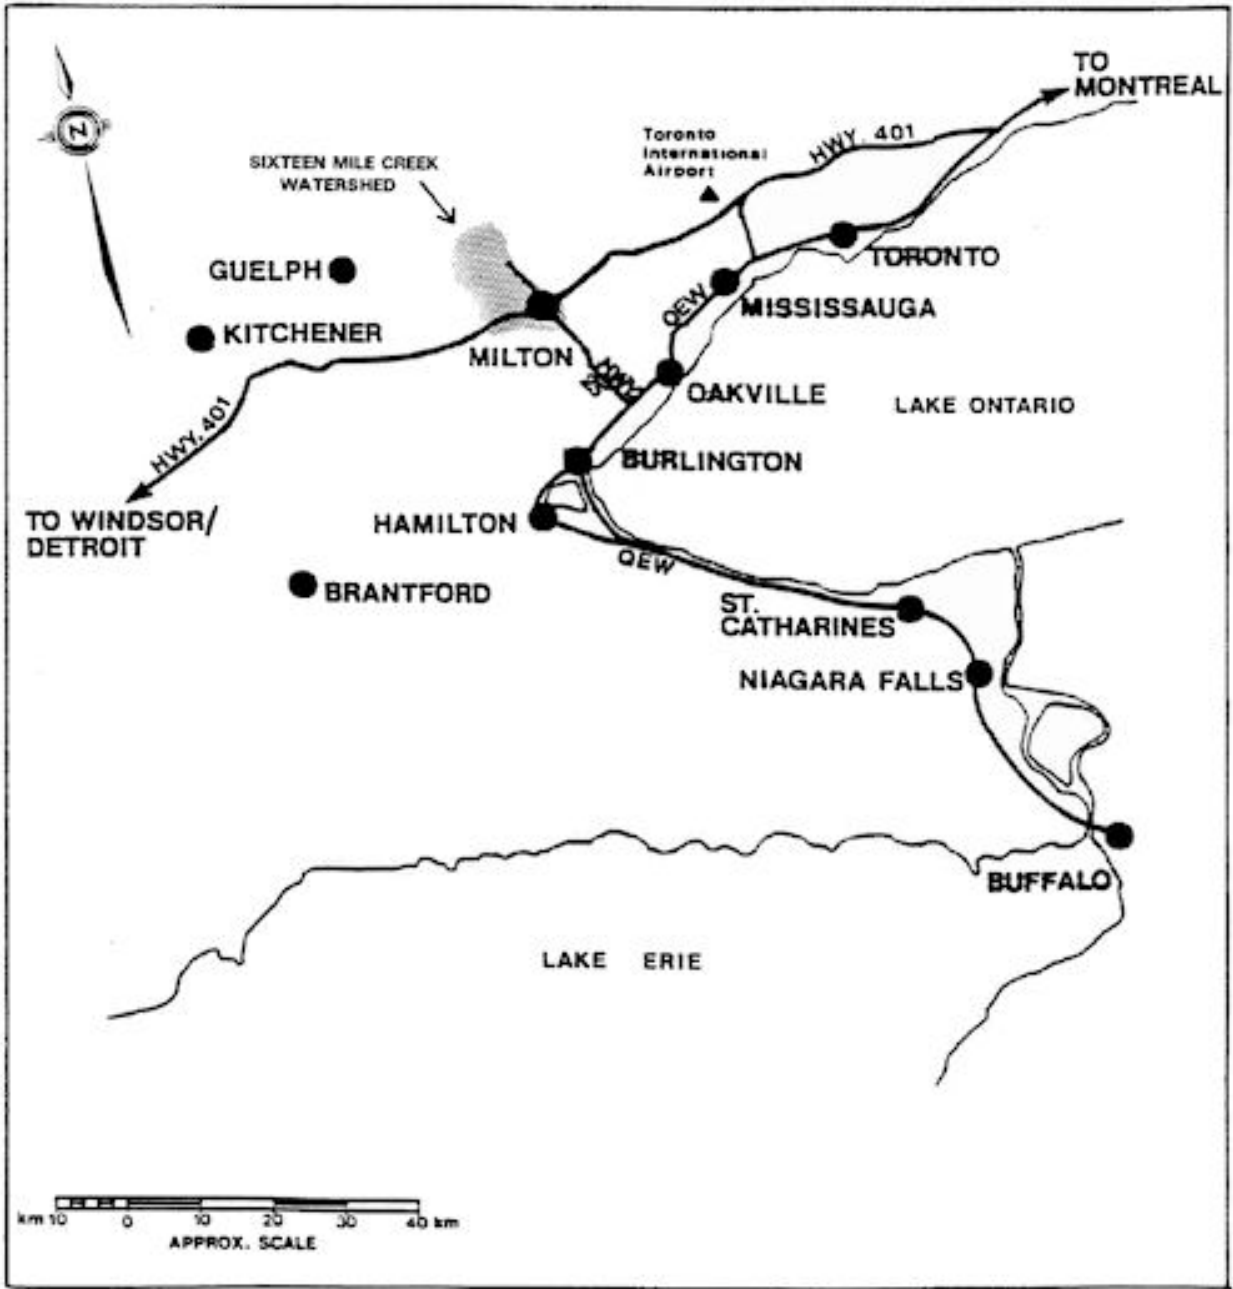 TO
MONTREAL
Toronto
International
Airport
HWY. 401
SIXTEEN MILE CREEK
WATERSHED
N
GUELPH
TORONTO
QEW
MISSISSAUGA
KITCHENER
MILTON
HWY.
25
OAKVILLE
LAKE ONTARIO
HWY. 401
BURLINGTON
TO WINDSOR/
DETROIT
HAMILTON
QEW
BRANTFORD
ST.
CATHARINES
NIAGARA FALLS
BUFFALO
LAKE ERIE
km 10 0 10 20 30 40 km
APPROX. SCALE